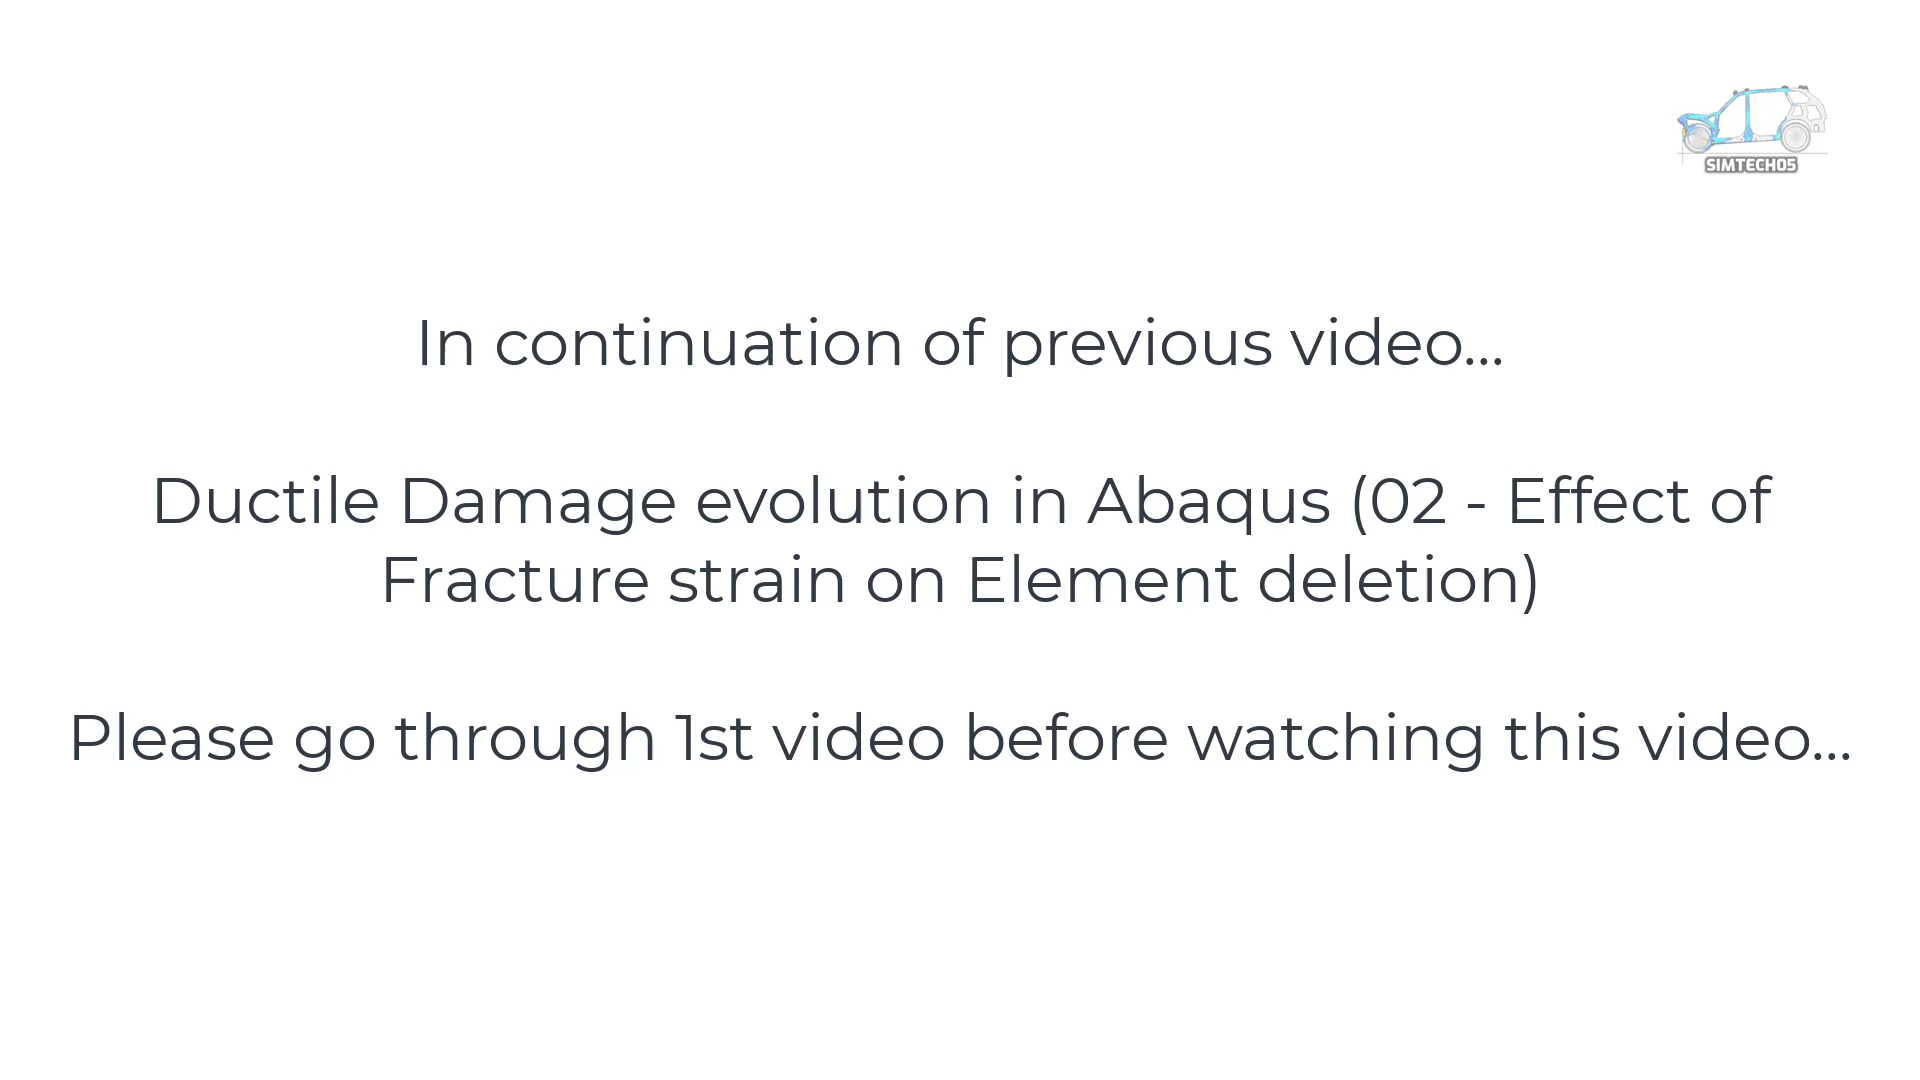 SIMTECH05
In continuation of previous video...
Ductile Damage evolution in Abaqus (02 - Effect of
Fracture strain on Element deletion)
Please go through 1st video before watching this video...